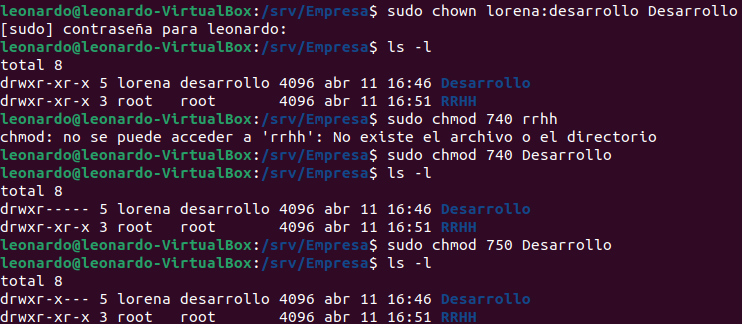 leonardo@leonardo-VirtualBox:/srv/Empresa$ sudo chown lorena:desarrollo Desarrollo
[sudo] contraseña para leonardo:
leonardo@leonardo-VirtualBox:/srv/Empresa$ ls -l
total 8
drwxr-xr-x 5 lorena desarrollo 4096 abr 11 16:46 Desarrollo
drwxr-xr-x 3 root   root       4096 abr 11 16:51 RRHH
leonardo@leonardo-VirtualBox:/srv/Empresa$ sudo chmod 740 rrhh
chmod: no se puede acceder a 'rrhh': No existe el archivo o el directorio
leonardo@leonardo-VirtualBox:/srv/Empresa$ sudo chmod 740 Desarrollo
leonardo@leonardo-VirtualBox:/srv/Empresa$ ls -l
total 8
drwxr----- 5 lorena desarrollo 4096 abr 11 16:46 Desarrollo
drwxr-xr-x 3 root   root       4096 abr 11 16:51 RRHH
leonardo@leonardo-VirtualBox:/srv/Empresa$ sudo chmod 750 Desarrollo
leonardo@leonardo-VirtualBox:/srv/Empresa$ ls -l
total 8
drwxr-x--- 5 lorena desarrollo 4096 abr 11 16:46 Desarrollo
drwxr-xr-x 3 root   root       4096 abr 11 16:51 RRHH